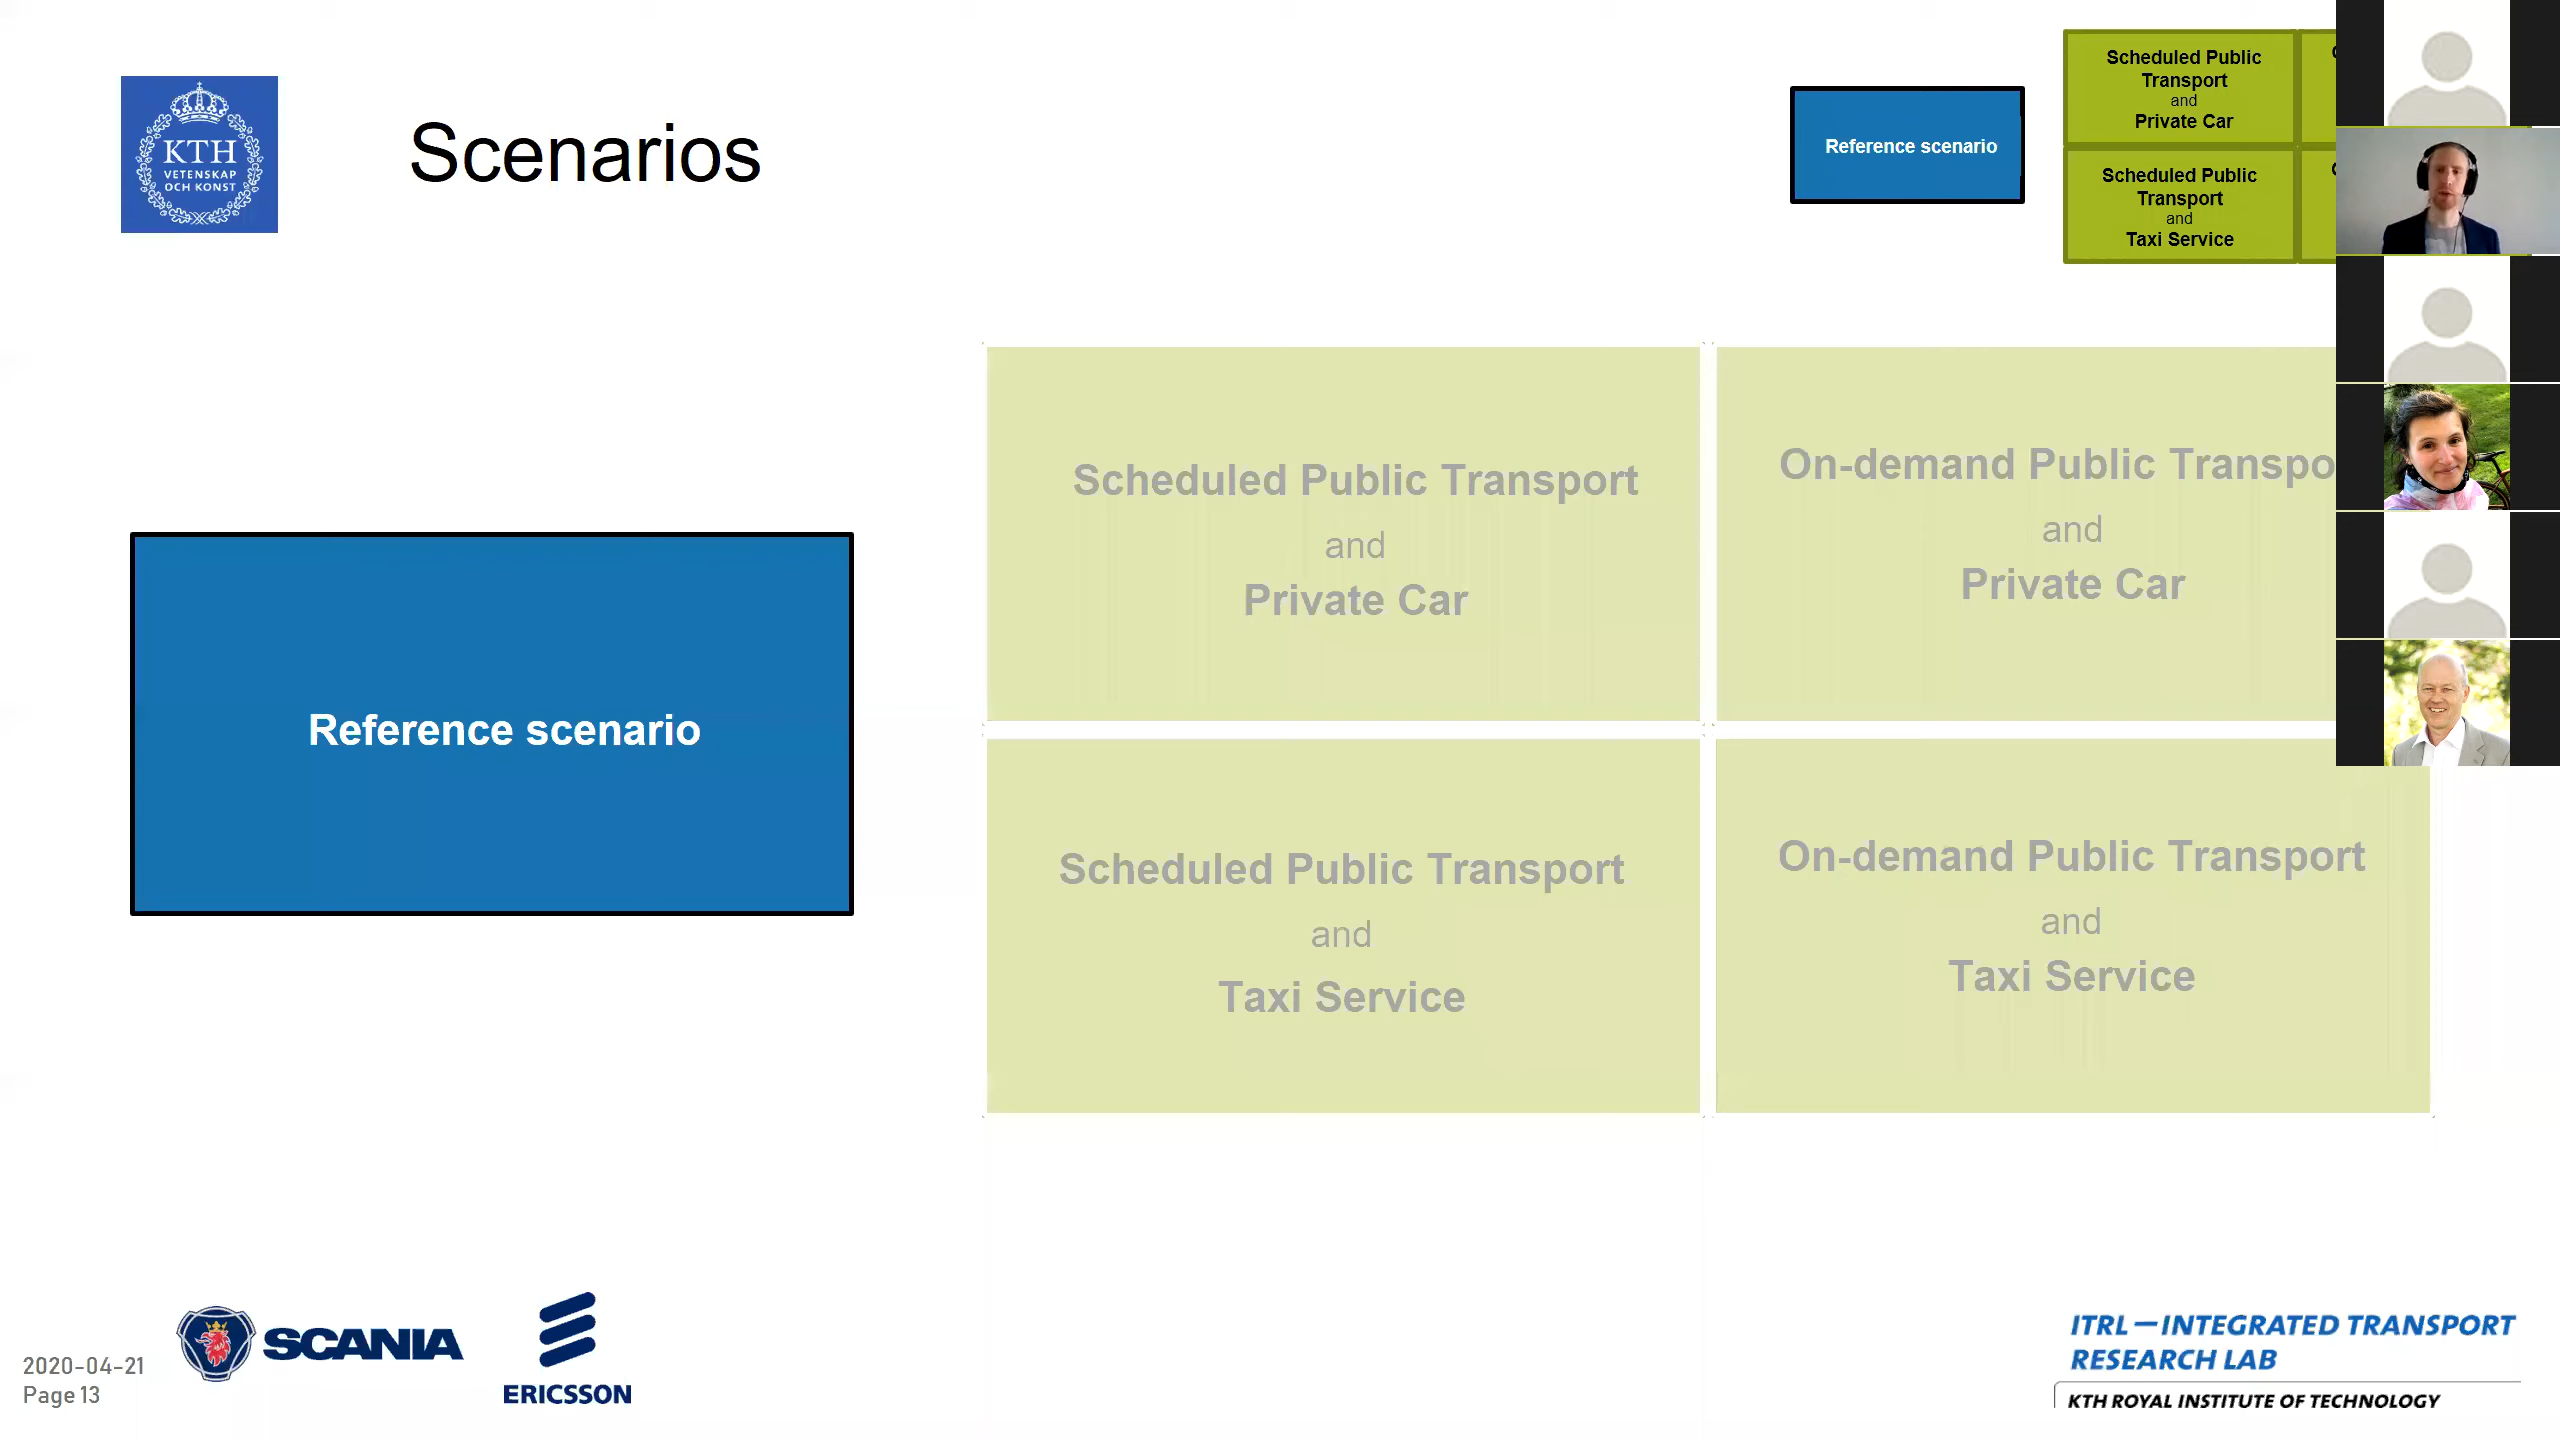 KTH
VETENSKAP
OCH KONST
Scenarios
Reference scenario
Scheduled Public
Transport
and
Private Car
Scheduled Public
Transport
and
Taxi Service
Reference scenario
Scheduled Public Transport
and
Private Car
On-demand Public Transpo
and
Private Car
Scheduled Public Transport
and
Taxi Service
On-demand Public Transport
and
Taxi Service
2020-04-21
Page 13
SCANIA
ERICSSON
ITRL — INTEGRATED TRANSPORT
RESEARCH LAB
KTH ROYAL INSTITUTE OF TECHNOLOGY